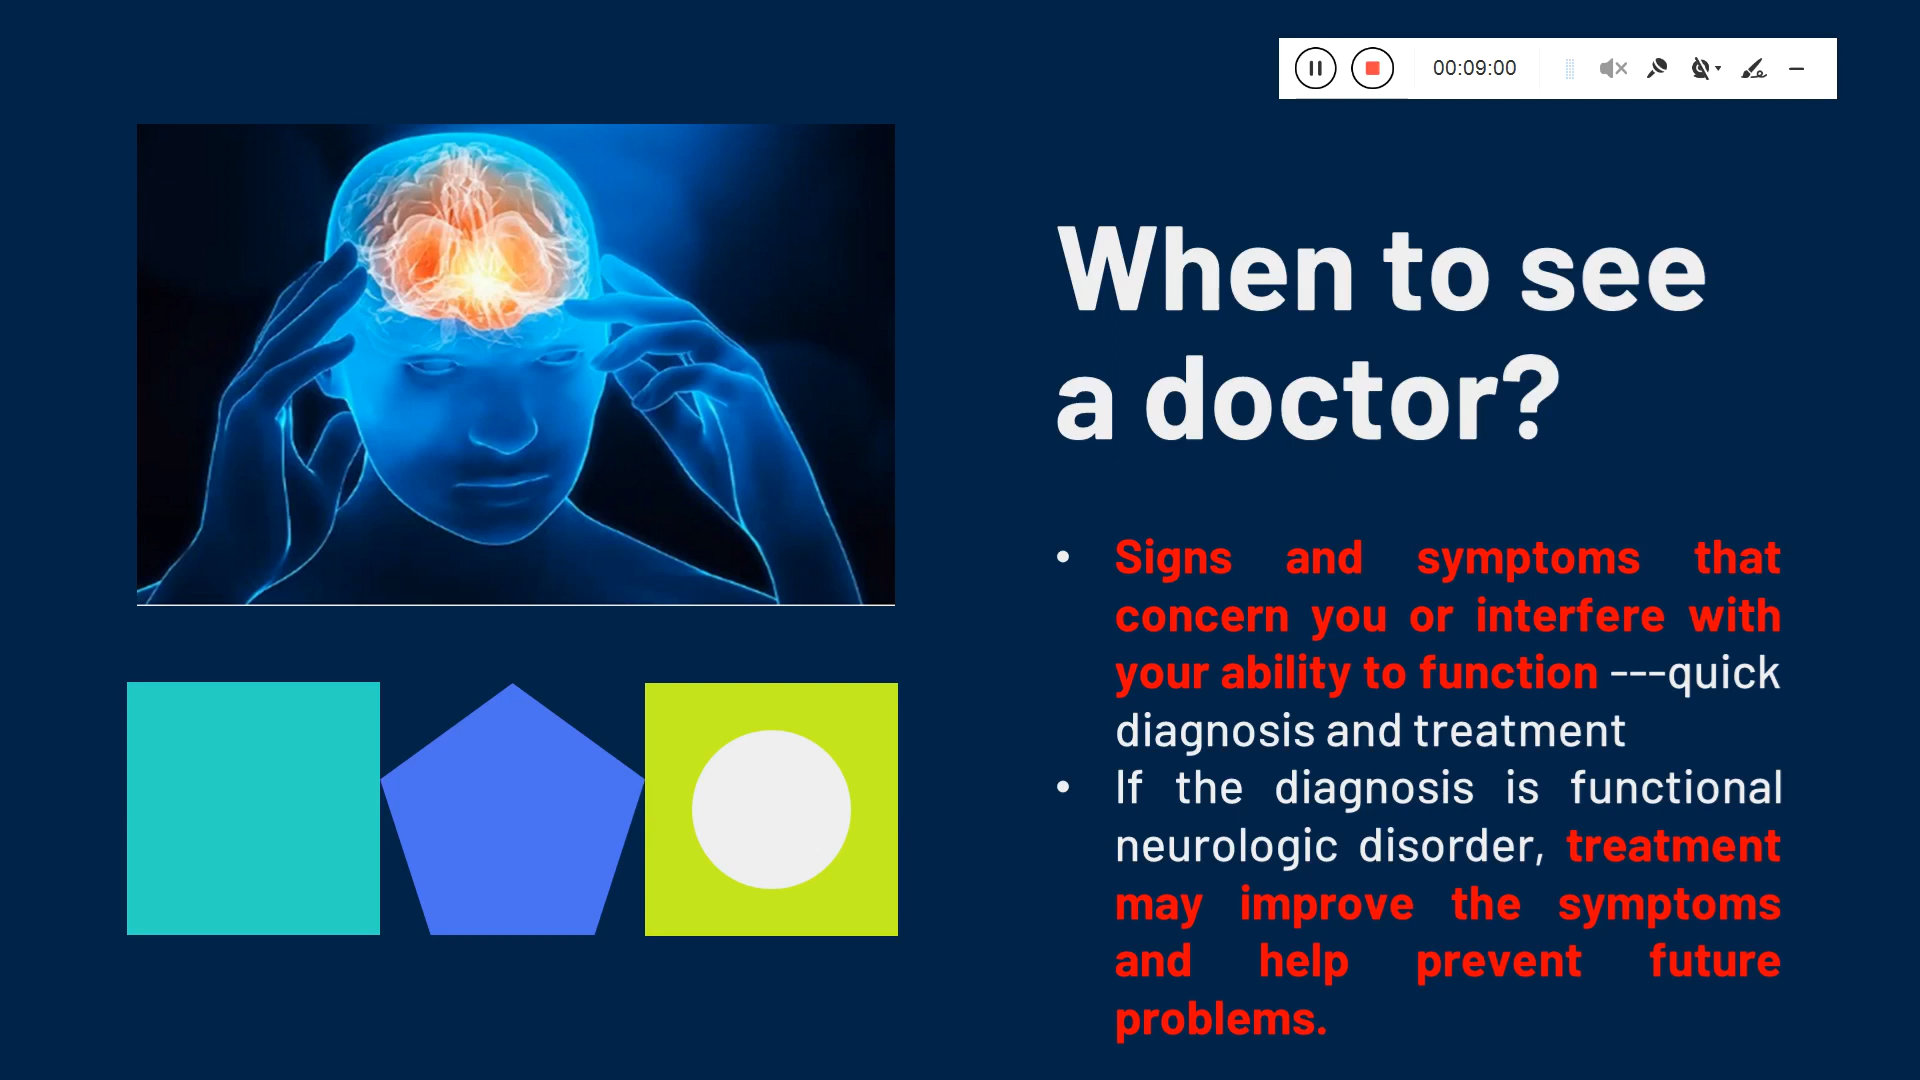 00:09:00
When to see
a doctor?
• Signs and symptoms that
concern you or interfere with
your ability to function ---quick
diagnosis and treatment
• If the diagnosis is functional
neurologic disorder, treatment
may improve the symptoms
and help prevent future
problems.